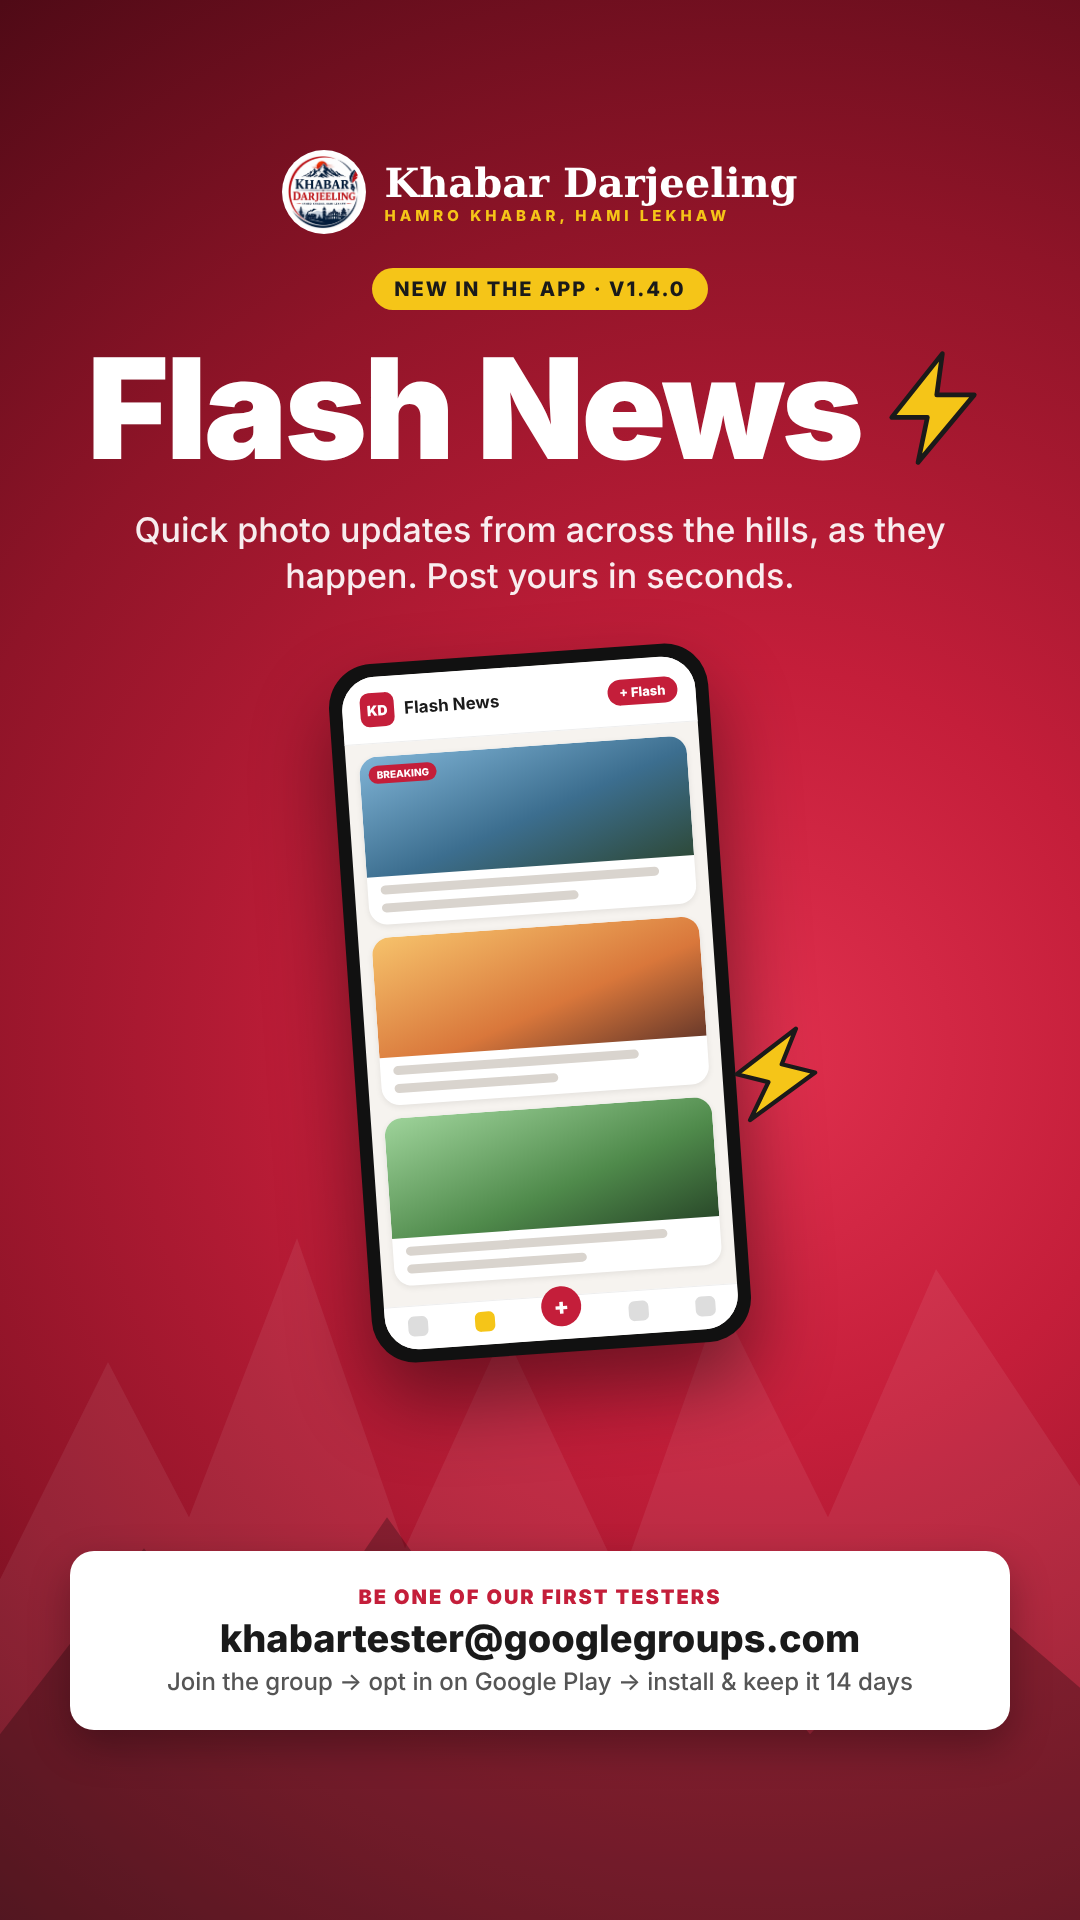 KHABAR
DARJEELING
Khabar Darjeeling
HAMRO KHABAR, HAMI LEKHAW
NEW IN THE APP · V1.4.0
Flash News
Quick photo updates from across the hills, as they
happen. Post yours in seconds.
KD Flash News + Flash
BREAKING
+
BE ONE OF OUR FIRST TESTERS
khabartester@googlegroups.com
Join the group → opt in on Google Play → install & keep it 14 days